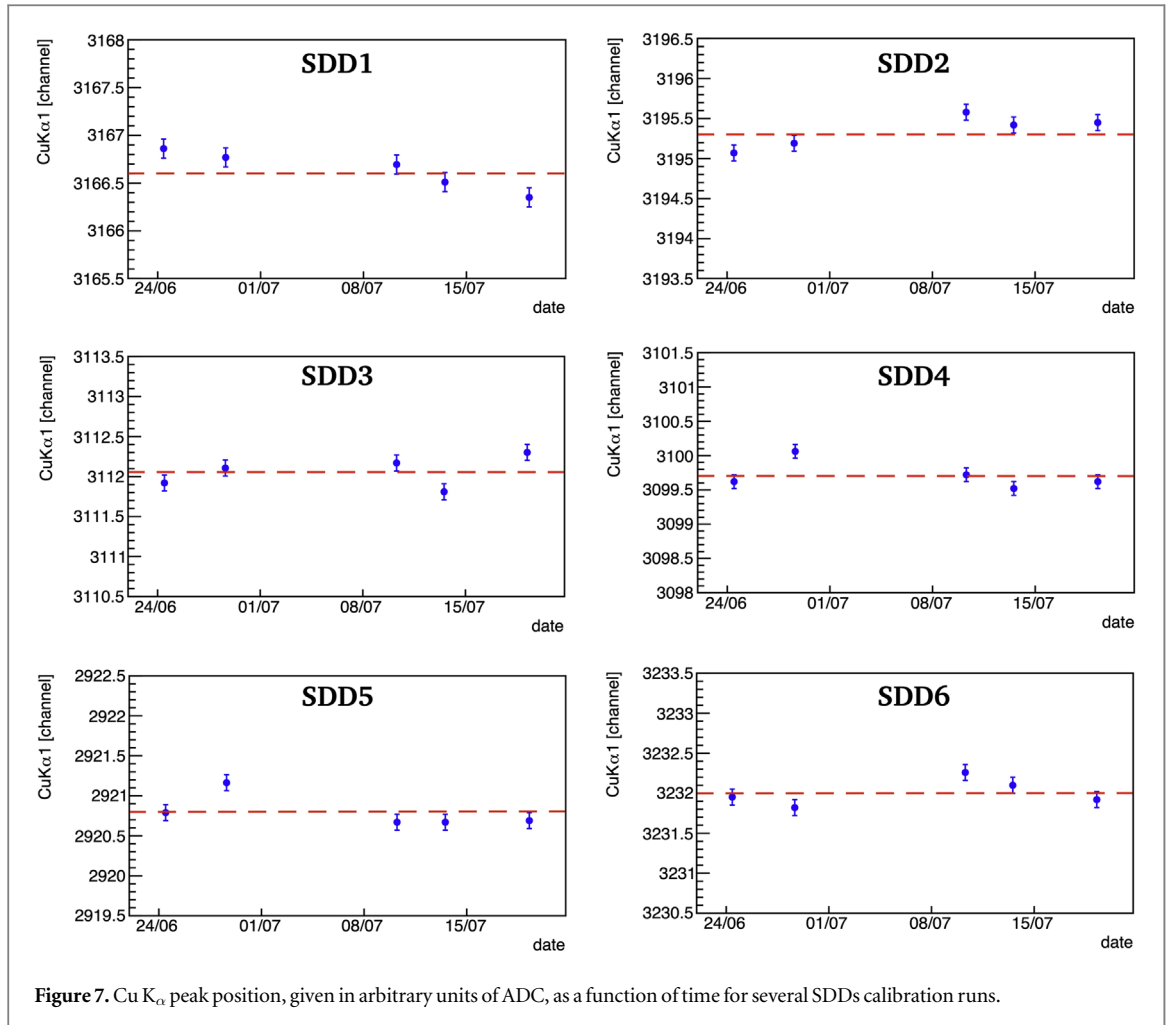 SDD1
CuKα1 [channel]
3168
3167.5
3167
3166.5
3166
3165.5
24/06 01/07 08/07 15/07
date
SDD2
CuKα1 [channel]
3196.5
3196
3195.5
3195
3194.5
3194
3193.5
24/06 01/07 08/07 15/07
date
SDD3
CuKα1 [channel]
3113.5
3113
3112.5
3112
3111.5
3111
3110.5
24/06 01/07 08/07 15/07
date
SDD4
CuKα1 [channel]
3101.5
3101
3100.5
3100
3099.5
3099
3098.5
3098
24/06 01/07 08/07 15/07
date
SDD5
CuKα1 [channel]
2922.5
2922
2921.5
2921
2920.5
2920
2919.5
24/06 01/07 08/07 15/07
date
SDD6
CuKα1 [channel]
3233.5
3233
3232.5
3232
3231.5
3231
3230.5
24/06 01/07 08/07 15/07
date
Figure 7. Cu Kα peak position, given in arbitrary units of ADC, as a function of time for several SDDs calibration runs.